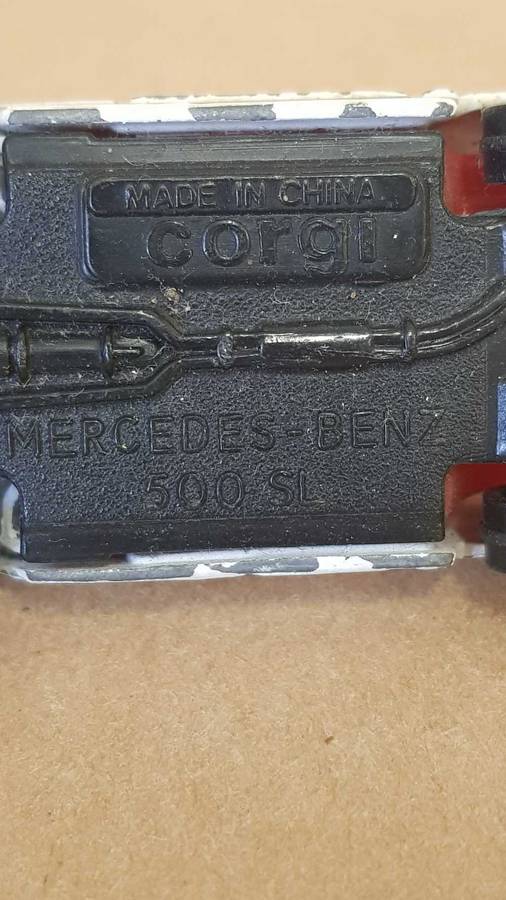 MADE IN CHINA
corgi
MERCEDES-BENZ
500 SL